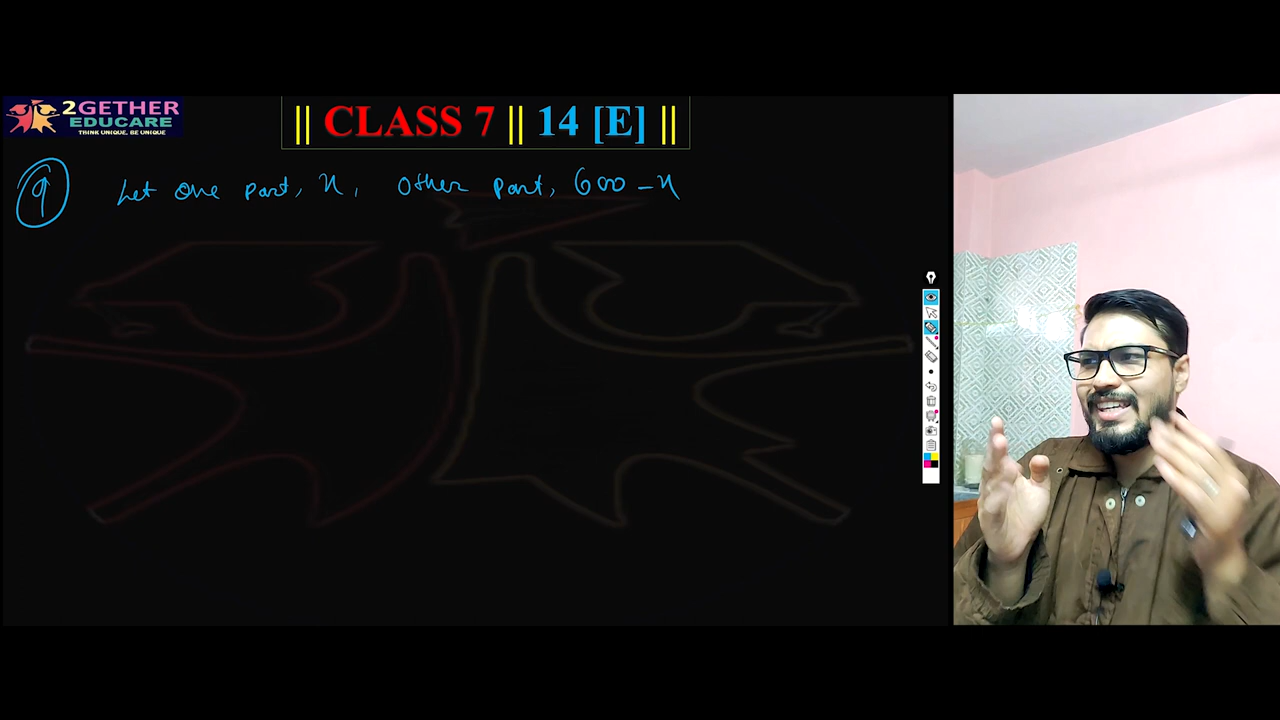 2GETHER
EDUCARE
THINK UNIQUE, BE UNIQUE
|| CLASS 7 || 14 [E] ||
9 Let one part, x, Other part, 600 - x